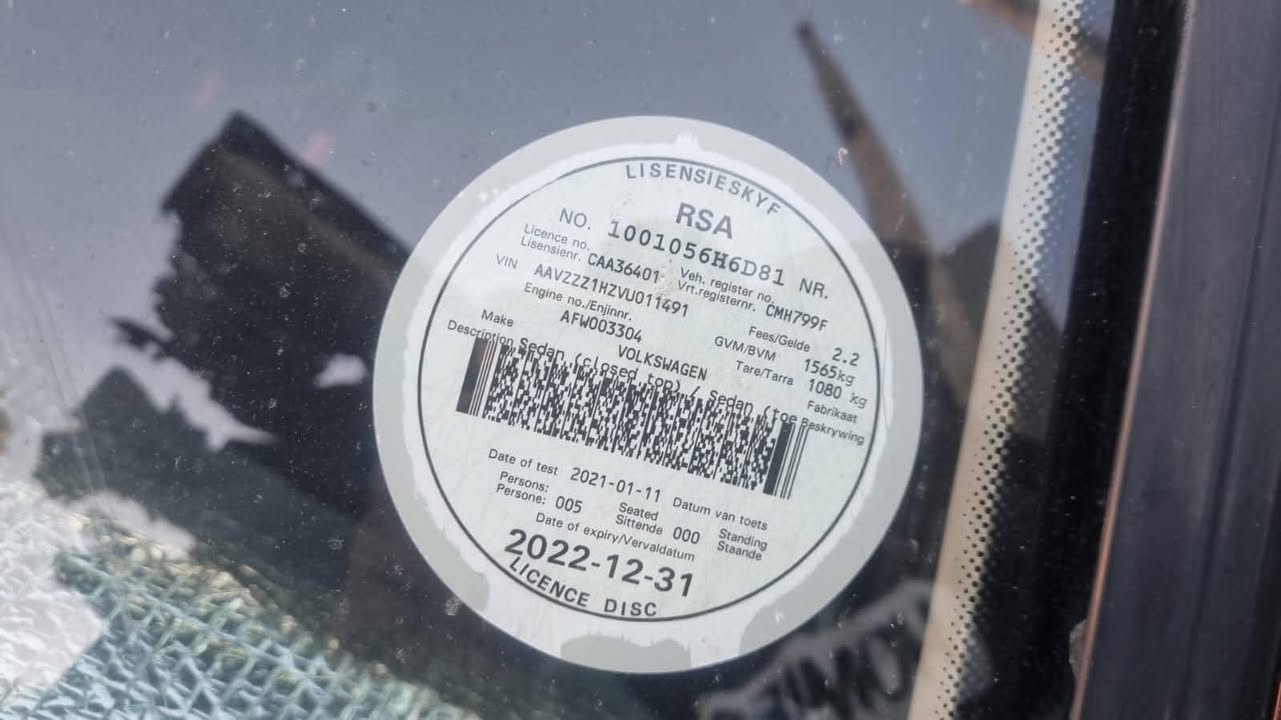 LISENSIESKYF
RSA
NO. 1001056H6D81 NR.
Licence no. Lisensienr. CAA36401 Veh. register no. Vrt.registernr. CMH799F
VIN AAVZZZ1HZVU011491
Engine no./Enjinnr. AFW003304
Fees/Gelde 2.2
GVM/BVM 1565kg
Tare/Tarra 1080 kg
Make VOLKSWAGEN Fabrikaat
Description Sedan (closed top) / Sedan (toe Beskrywing
Date of test 2021-01-11 Datum van toets
Persons: Persone: 005 Seated Sittende 000 Standing Staande
Date of expiry/Vervaldatum
2022-12-31
LICENCE DISC